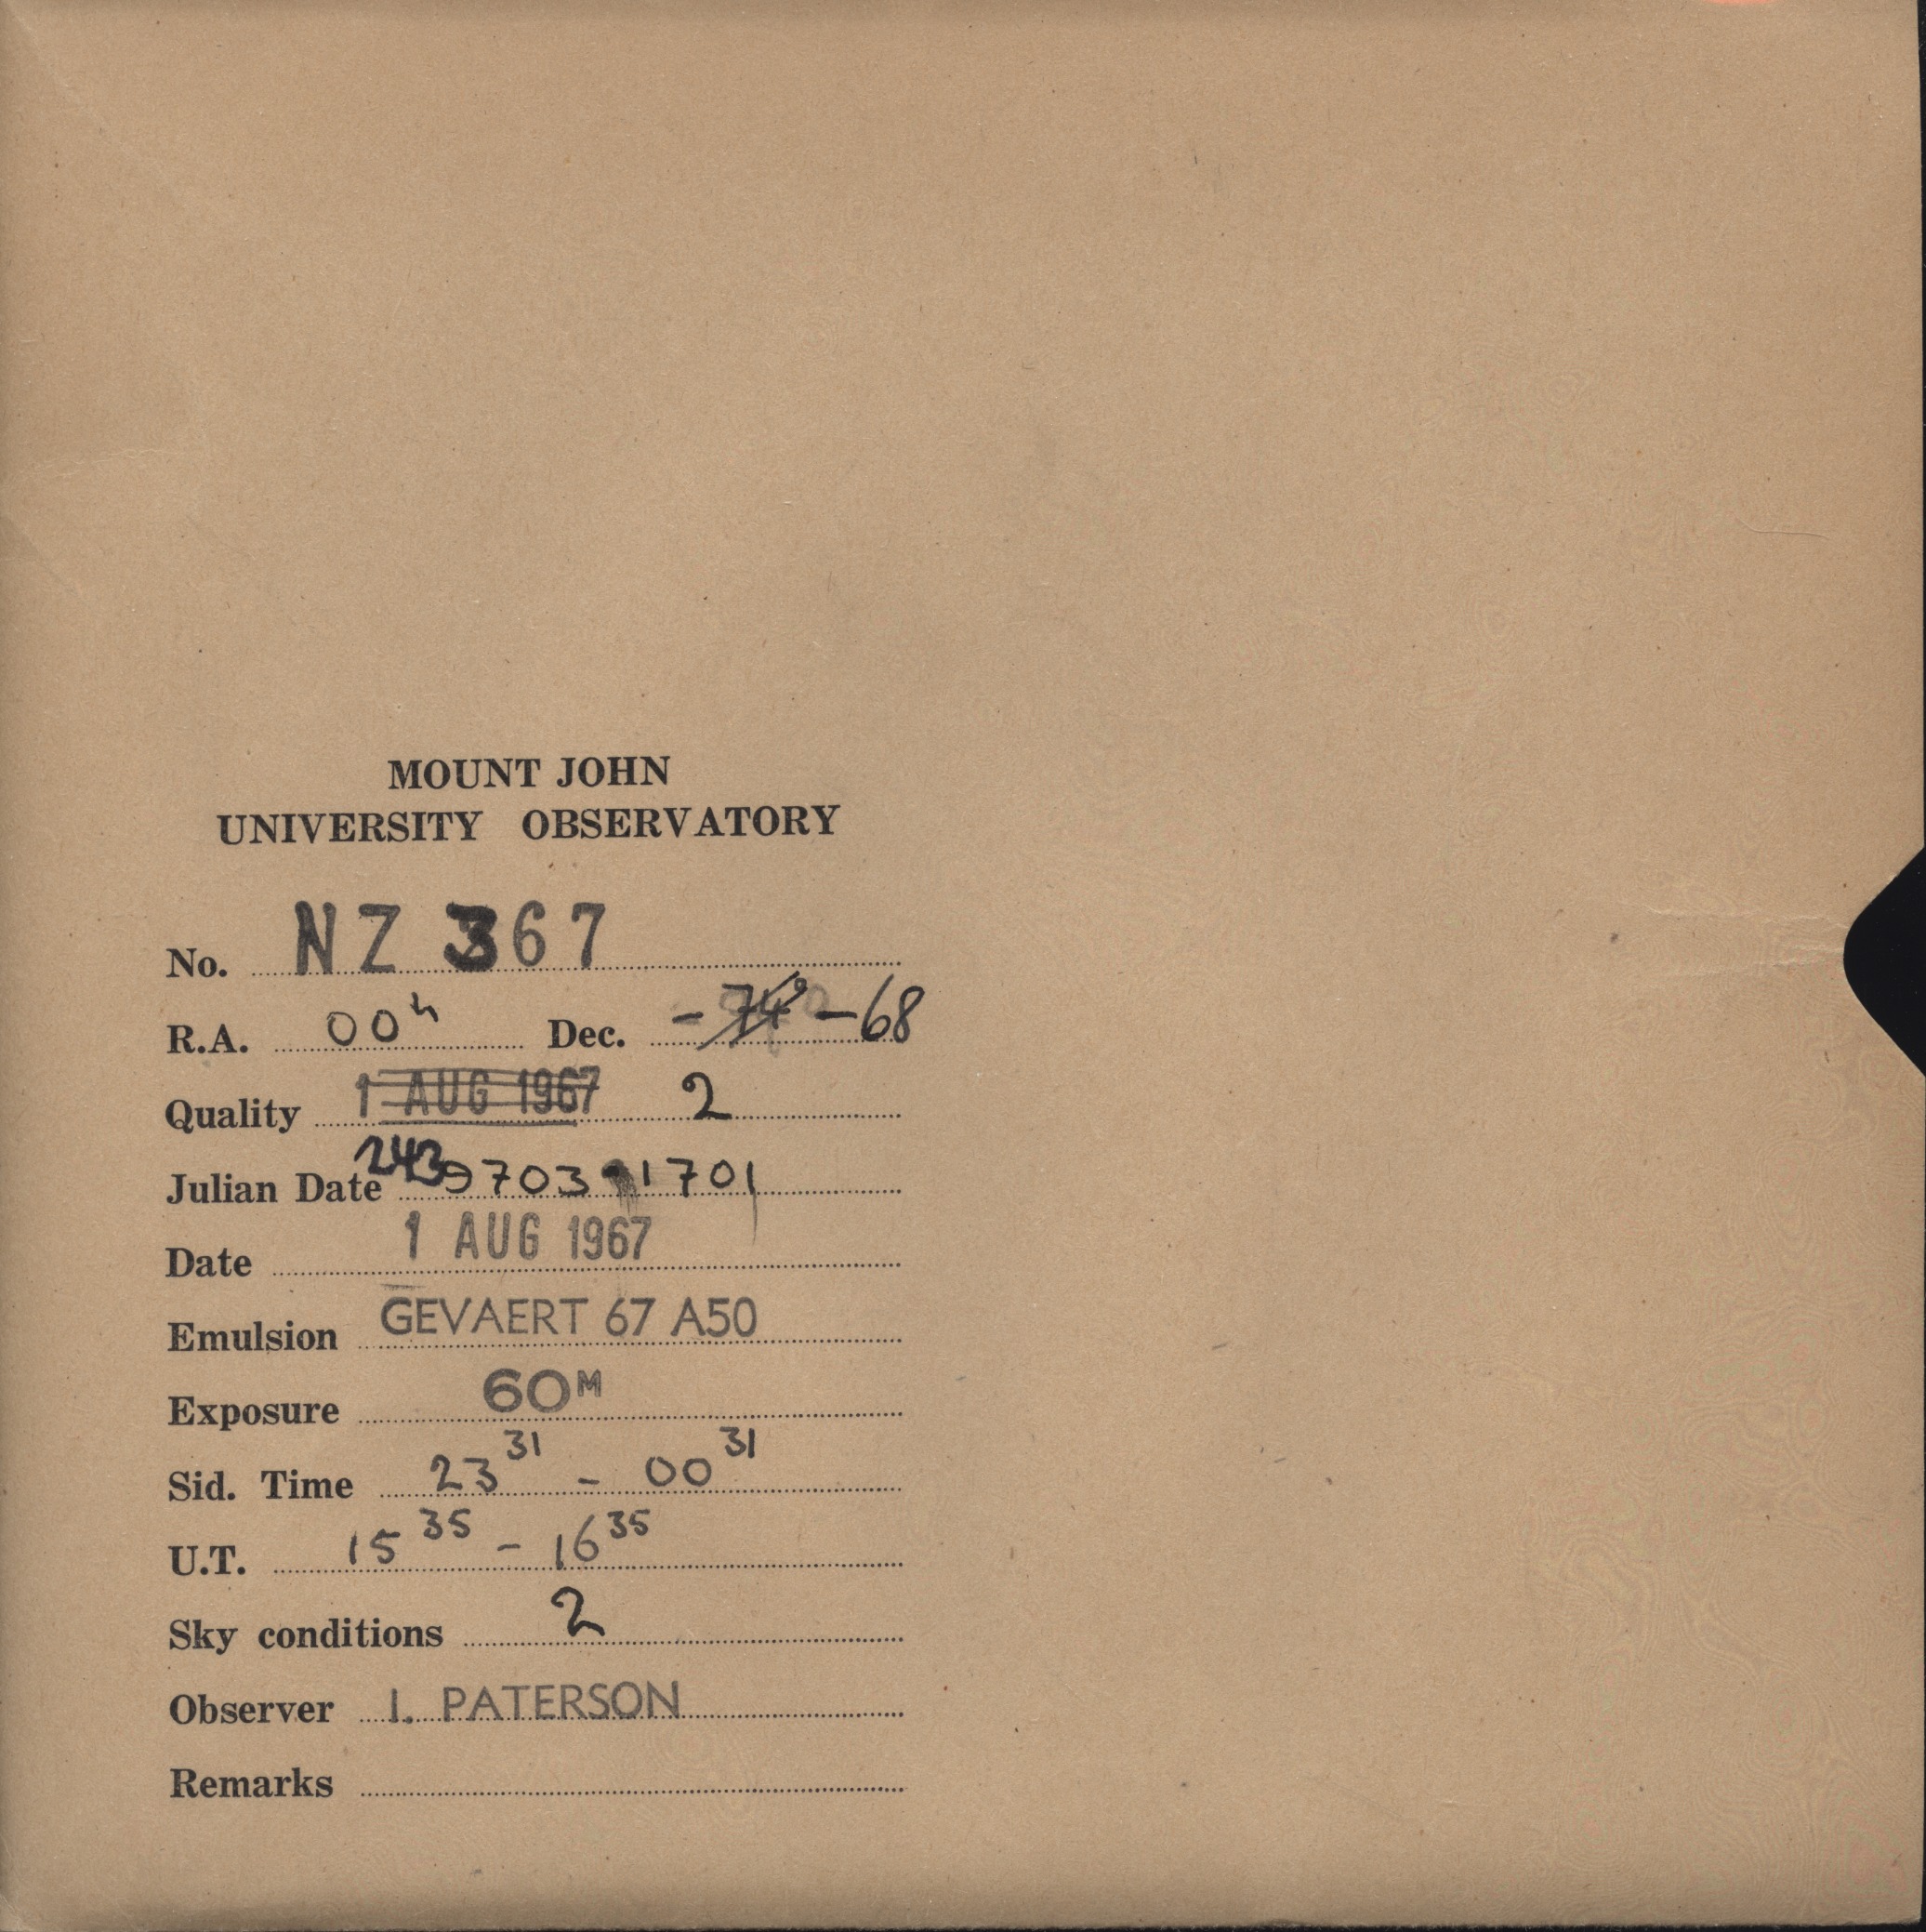 MOUNT JOHN
UNIVERSITY OBSERVATORY
No. NZ 367
R.A. 00h Dec. -74° -68
Quality 1 AUG 1967 2
Julian Date 2439703 1701
Date 1 AUG 1967
Emulsion GEVAERT 67 A50
Exposure 60M
Sid. Time 23 31 - 00 31
U.T. 15 35 - 16 35
Sky conditions 2
Observer I. PATERSON
Remarks